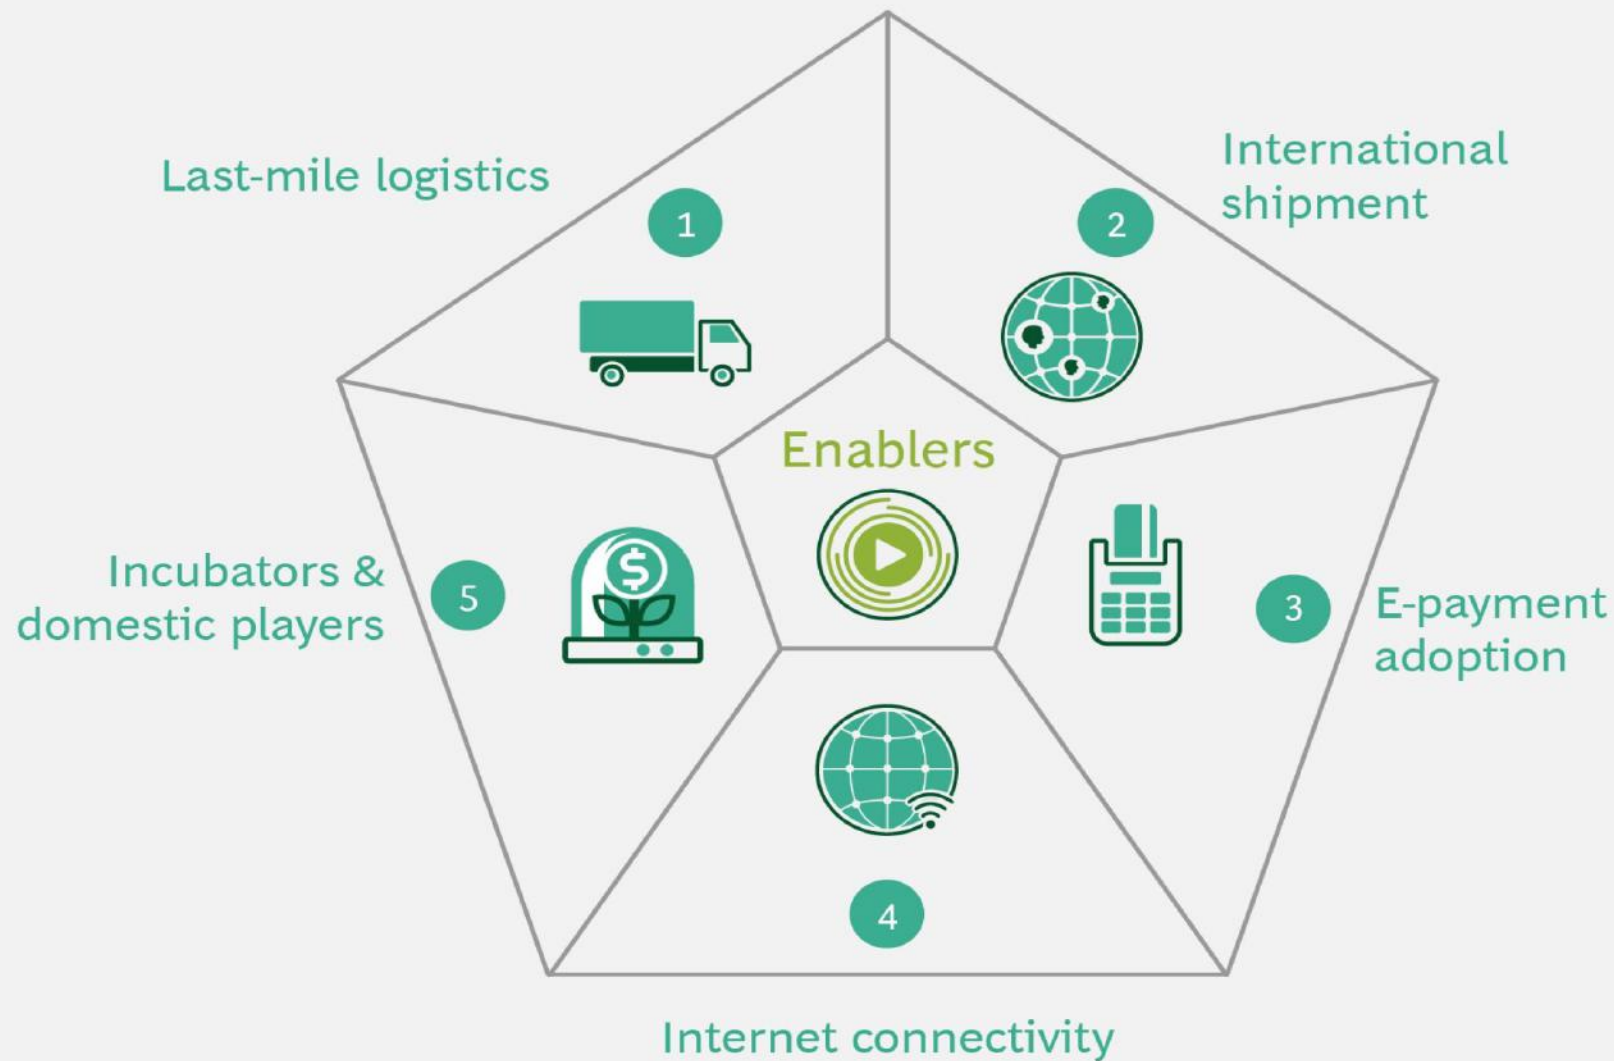 Last-mile logistics
1
International
shipment
2
Enablers
E-payment
adoption
3
Internet connectivity
4
Incubators &
domestic players
5
$